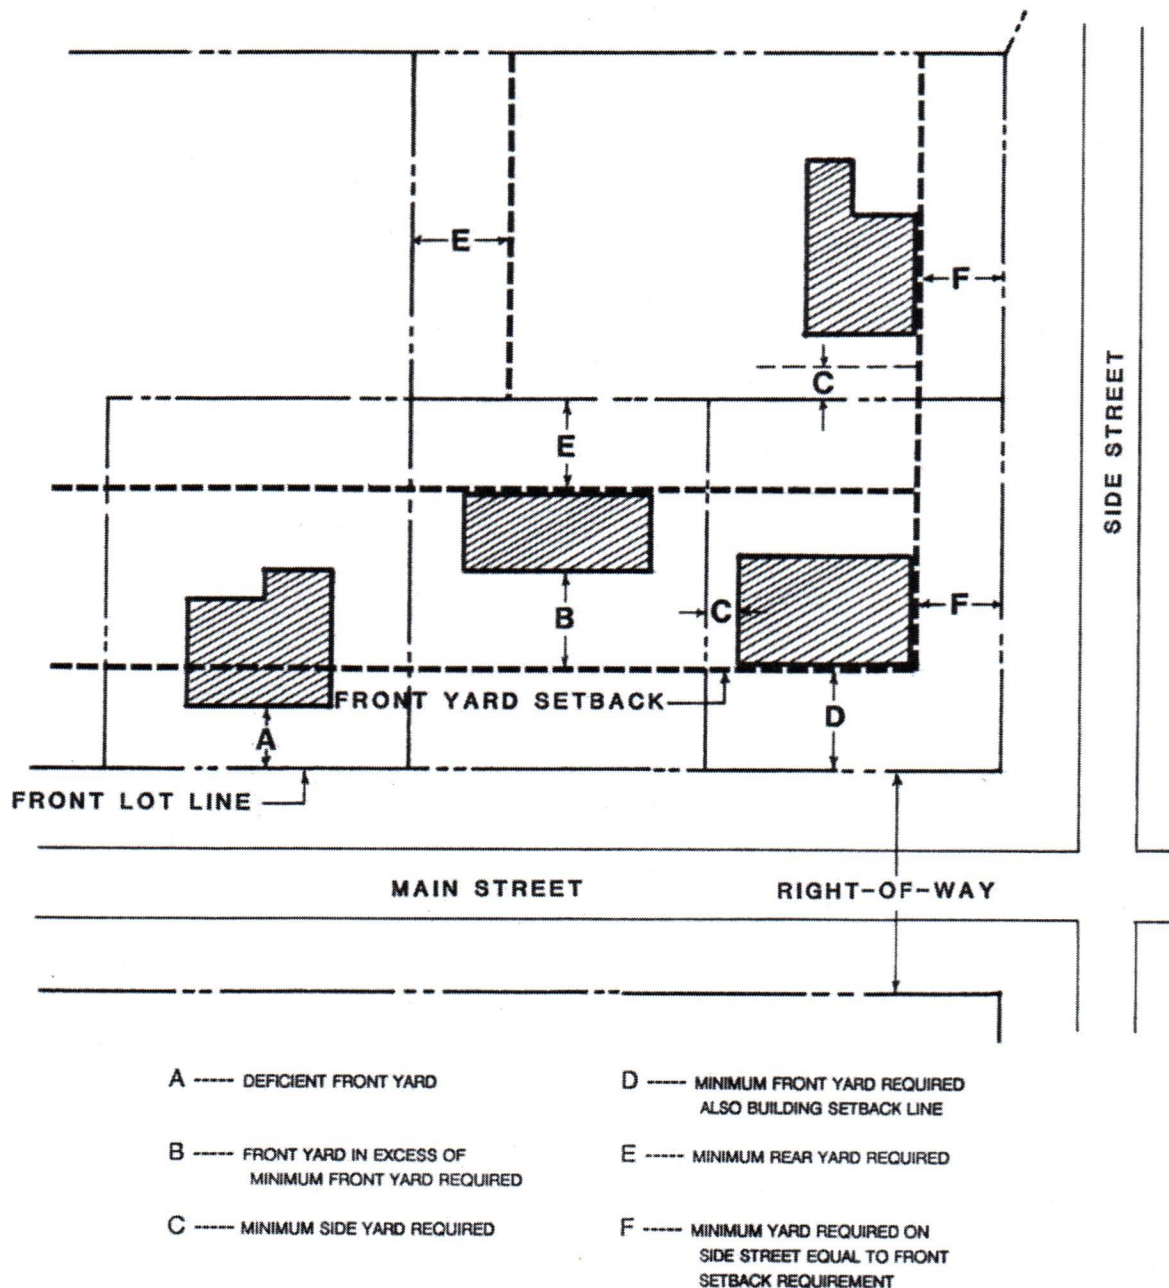 E
F
C
SIDE STREET
E
B
C
F
FRONT YARD SETBACK
A
D
FRONT LOT LINE
MAIN STREET
RIGHT-OF-WAY
A ----- DEFICIENT FRONT YARD
B ----- FRONT YARD IN EXCESS OF
MINIMUM FRONT YARD REQUIRED
C ----- MINIMUM SIDE YARD REQUIRED
D ----- MINIMUM FRONT YARD REQUIRED
ALSO BUILDING SETBACK LINE
E ----- MINIMUM REAR YARD REQUIRED
F ----- MINIMUM YARD REQUIRED ON
SIDE STREET EQUAL TO FRONT
SETBACK REQUIREMENT